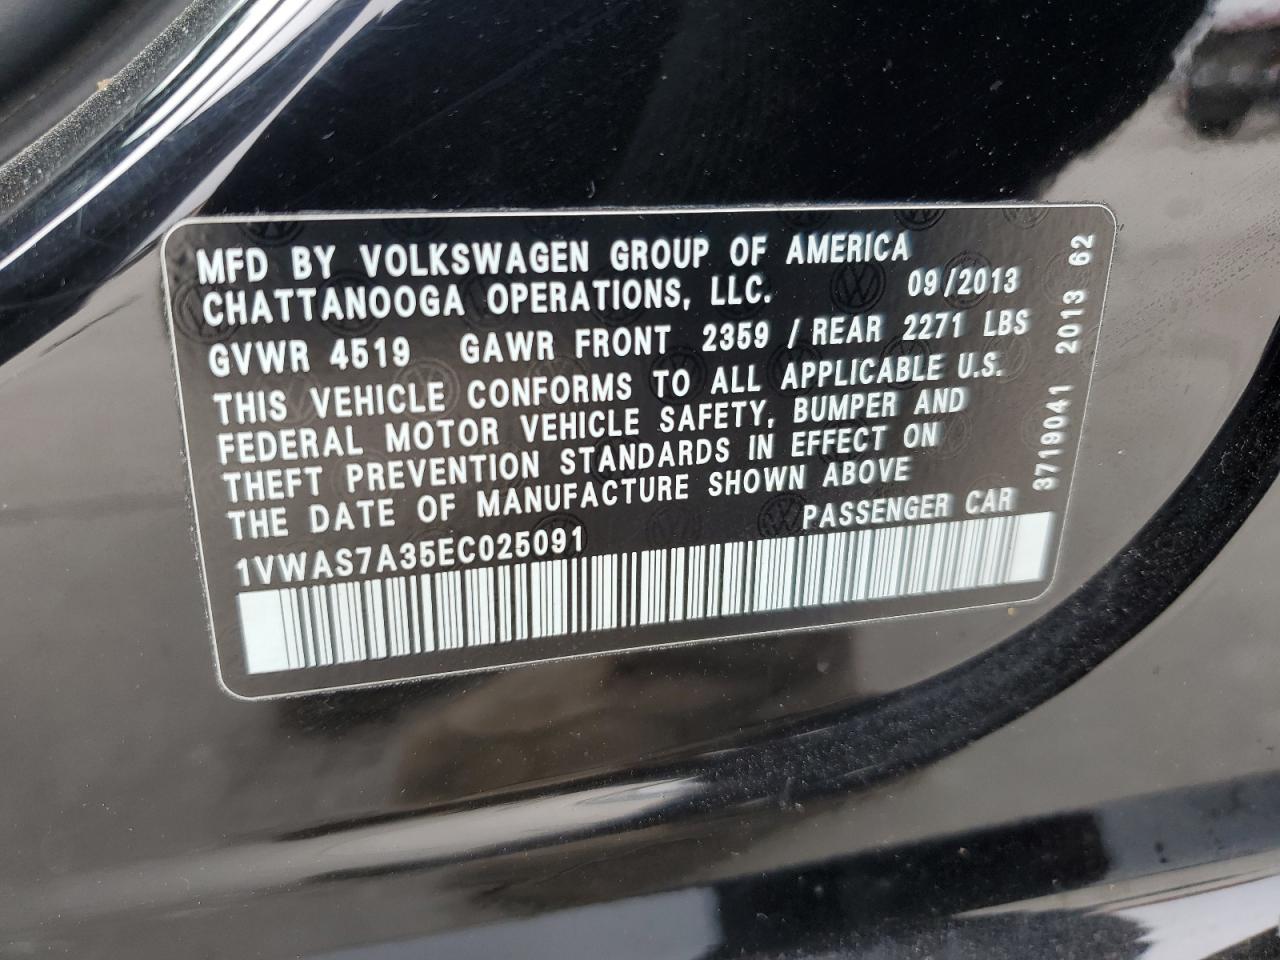 MFD BY VOLKSWAGEN GROUP OF AMERICA
CHATTANOOGA OPERATIONS, LLC. 09/2013
GVWR 4519 GAWR FRONT 2359 / REAR 2271 LBS
THIS VEHICLE CONFORMS TO ALL APPLICABLE U.S.
FEDERAL MOTOR VEHICLE SAFETY, BUMPER AND
THEFT PREVENTION STANDARDS IN EFFECT ON
THE DATE OF MANUFACTURE SHOWN ABOVE
PASSENGER CAR
1VWAS7A35EC025091
3719041 2013 62